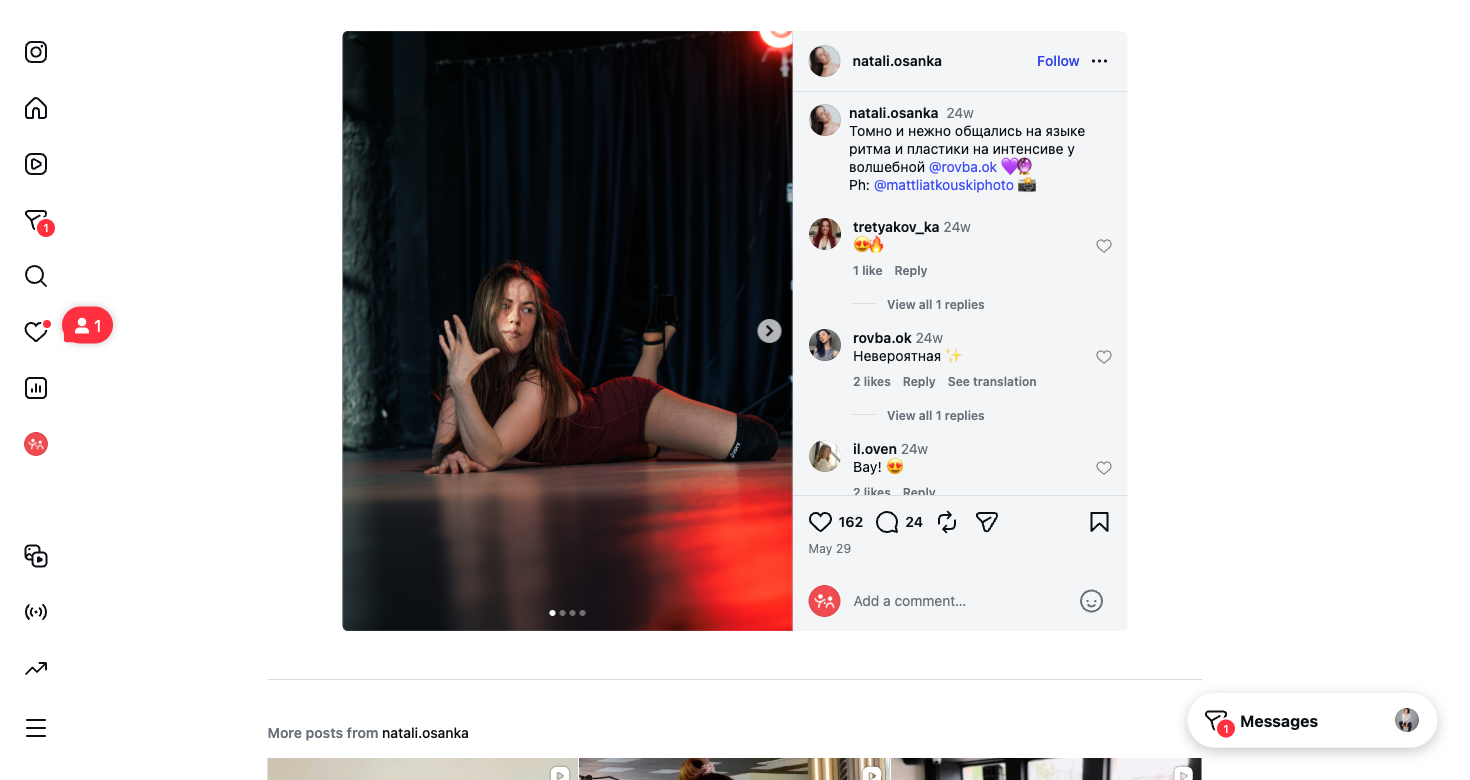 1
1
natali.osanka
Follow
natali.osanka 24w
Томно и нежно общались на языке
ритма и пластики на интенсиве у
волшебной @rovba.ok 💜🔮
Ph: @mattliatkouskiphoto 📸
tretyakov_ka 24w
😍🔥
1 like Reply
View all 1 replies
rovba.ok 24w
Невероятная ✨
2 likes Reply See translation
View all 1 replies
il.oven 24w
Вау! 😍
2 likes Reply
162 24
May 29
Add a comment...
More posts from natali.osanka
1 Messages